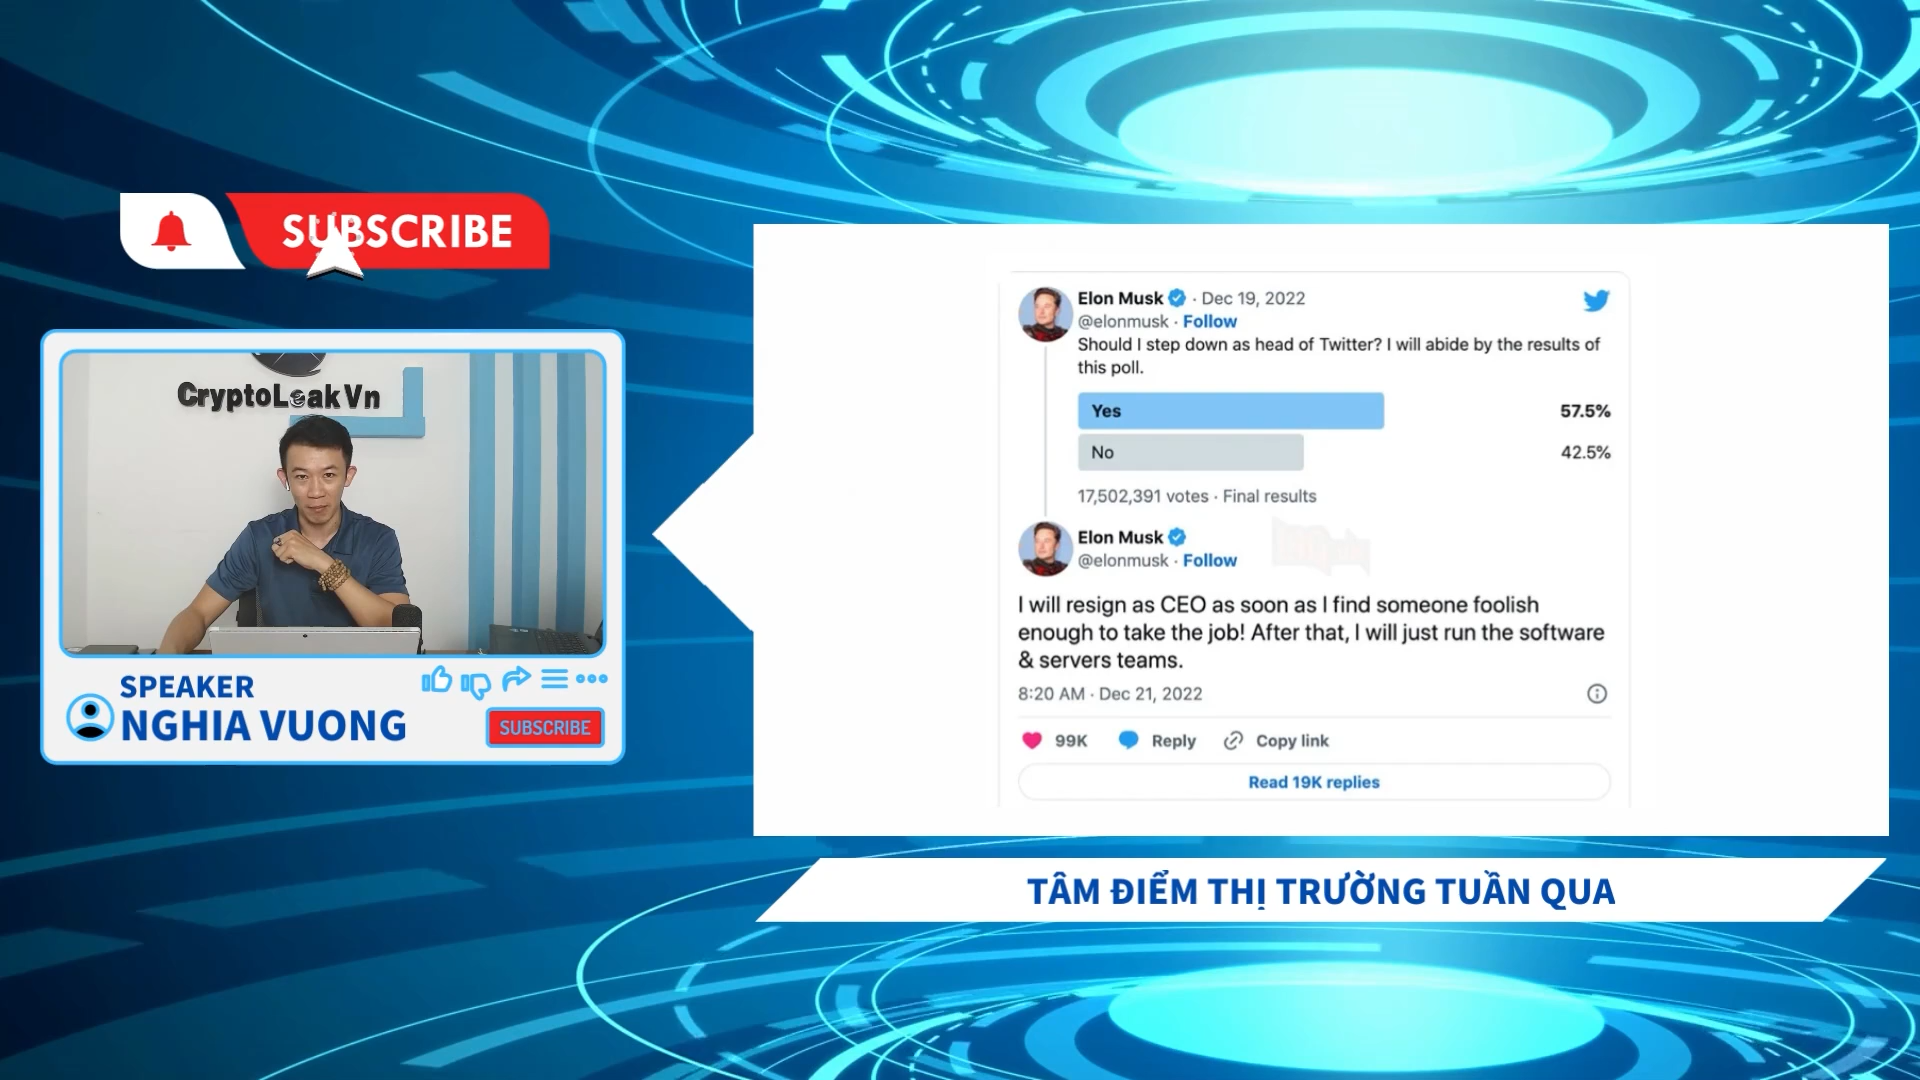 SUBSCRIBE
CryptoLeakVn
SPEAKER
NGHIA VUONG
SUBSCRIBE
Elon Musk · Dec 19, 2022
@elonmusk · Follow
Should I step down as head of Twitter? I will abide by the results of
this poll.
Yes 57.5%
No 42.5%
17,502,391 votes · Final results
Elon Musk
@elonmusk · Follow
I will resign as CEO as soon as I find someone foolish
enough to take the job! After that, I will just run the software
& servers teams.
8:20 AM · Dec 21, 2022
99K Reply Copy link
Read 19K replies
TÂM ĐIỂM THỊ TRƯỜNG TUẦN QUA